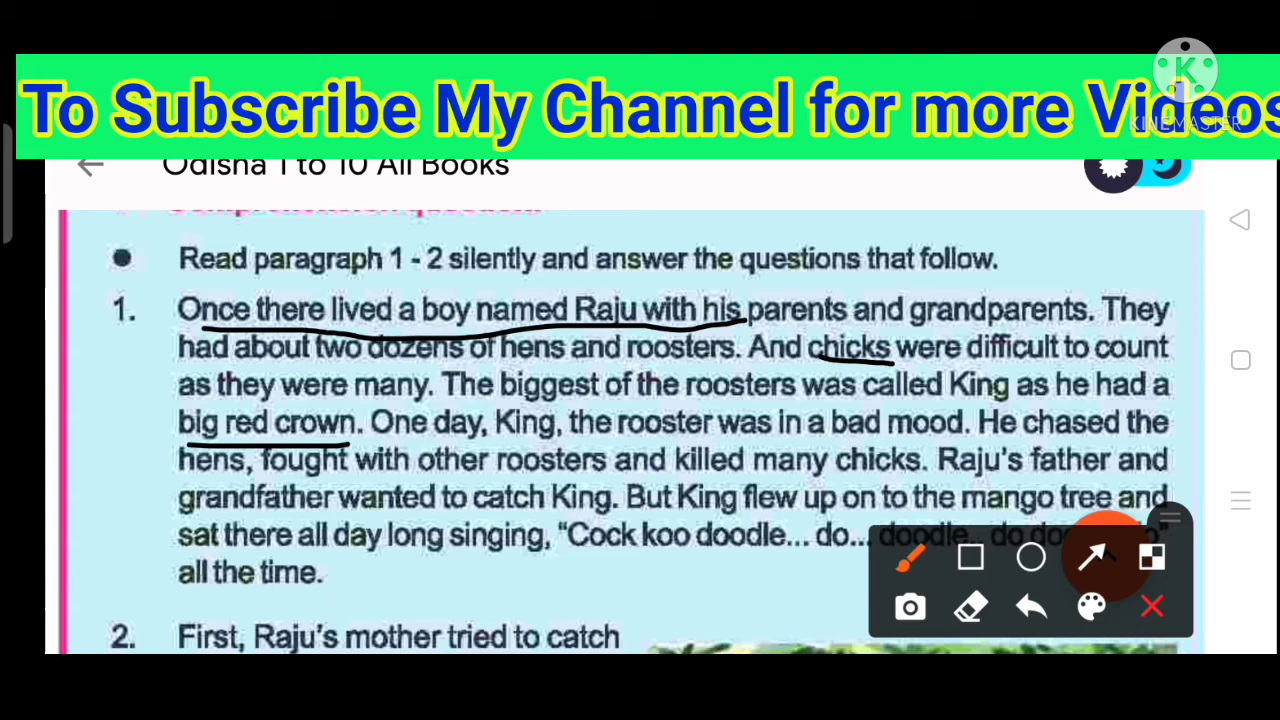 To Subscribe My Channel for more Videos
KINEMASTER
Odisha 1 to 10 All Books
Comprehension question:
● Read paragraph 1 - 2 silently and answer the questions that follow.
1. Once there lived a boy named Raju with his parents and grandparents. They
had about two dozens of hens and roosters. And chicks were difficult to count
as they were many. The biggest of the roosters was called King as he had a
big red crown. One day, King, the rooster was in a bad mood. He chased the
hens, fought with other roosters and killed many chicks. Raju's father and
grandfather wanted to catch King. But King flew up on to the mango tree and
sat there all day long singing, “Cock koo doodle... do... doodle.. do
all the time.
2. First, Raju's mother tried to catch